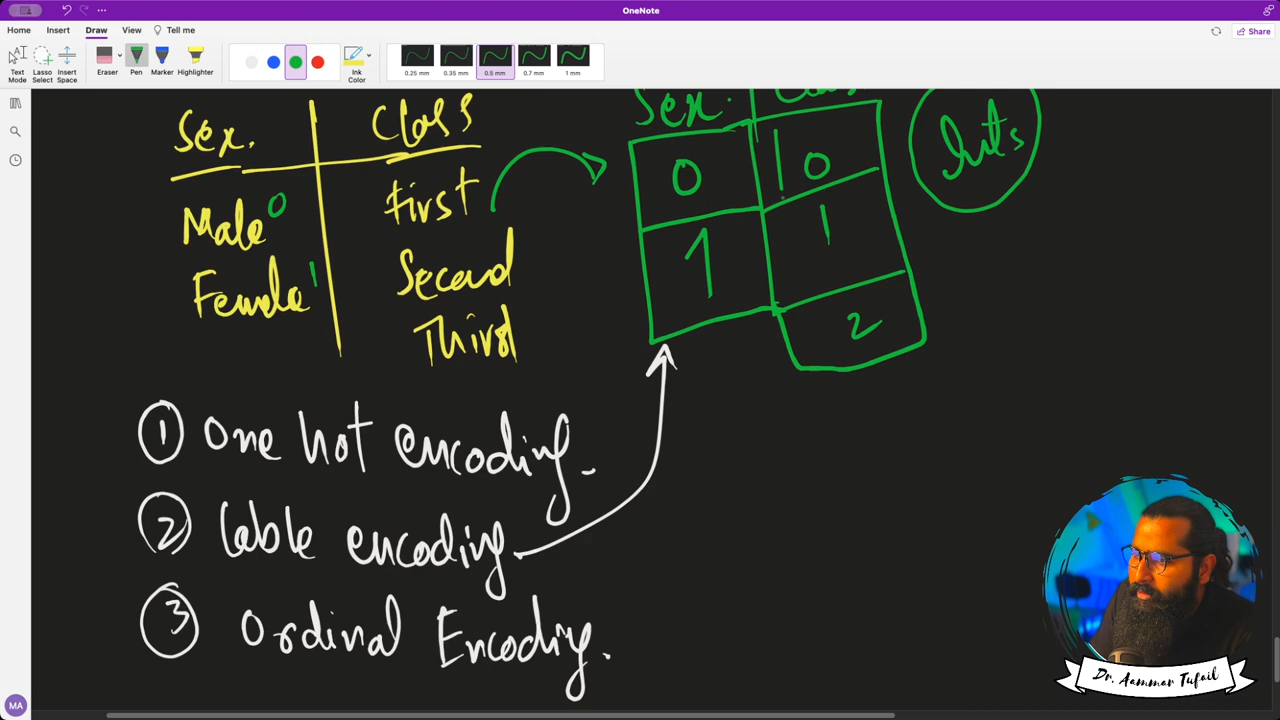 OneNote
Home Insert Draw View Tell me
Share
Text Mode
Lasso Select
Insert Space
Eraser
Pen
Marker
Highlighter
Ink Color
0.25 mm
0.35 mm
0.5 mm
0.7 mm
1 mm
Sex. Class
Male 0 First
Female 1 Second
Third
Sex.
0 0
1 1
2
① One hot encoding.
② lable encoding
③ Ordinal Encoding.
MA
Dr. Aammar Tufail